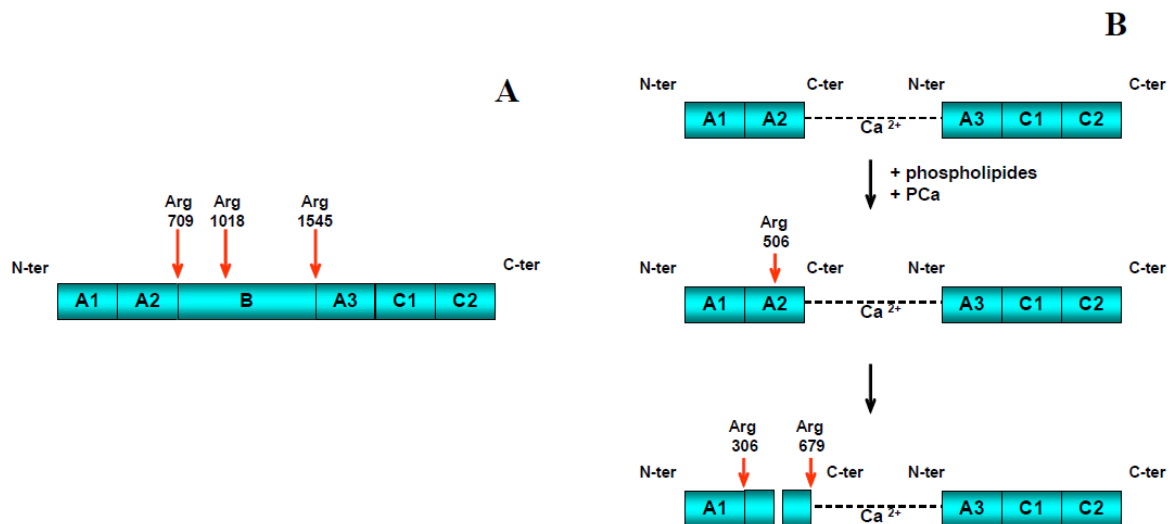 A
Arg Arg Arg
709 1018 1545
N-ter C-ter
A1 A2 B A3 C1 C2
B
N-ter C-ter N-ter C-ter
A1 A2 Ca 2+ A3 C1 C2
+ phospholipides
+ PCa
Arg
506
N-ter C-ter N-ter C-ter
A1 A2 Ca 2+ A3 C1 C2
Arg Arg
306 679
N-ter C-ter N-ter C-ter
A1 Ca 2+ A3 C1 C2